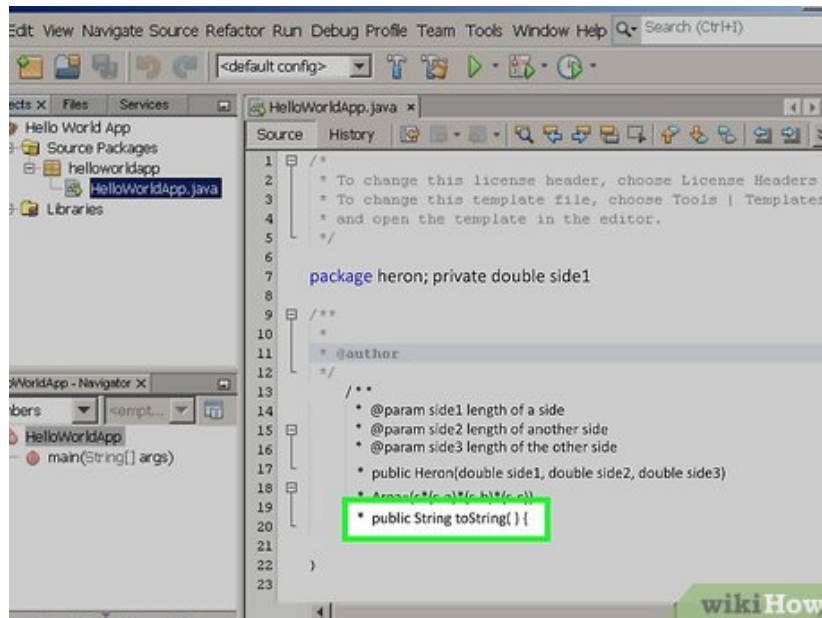 Edit View Navigate Source Refactor Run Debug Profile Team Tools Window Help Search (Ctrl+I)
<default config>
ects × Files Services
HelloWorldApp.java ×
Hello World App
Source Packages
helloworldapp
HelloWorldApp.java
Libraries
Source History
1 /*
2 * To change this license header, choose License Headers
3 * To change this template file, choose Tools | Templates
4 * and open the template in the editor.
5 */
6
7 package heron; private double side1
8
9 /**
10 *
11 * @author
12 */
13 /**
14 * @param side1 length of a side
15 * @param side2 length of another side
16 * @param side3 length of the other side
17 * public Heron(double side1, double side2, double side3)
18 * Area=(s*(s-a)*(s-b)*(s-c))
19
20 * public String toString( ) {
21
22 }
23
oWorldApp - Navigator ×
bers <empt...
HelloWorldApp
main(String[] args)
wikiHow